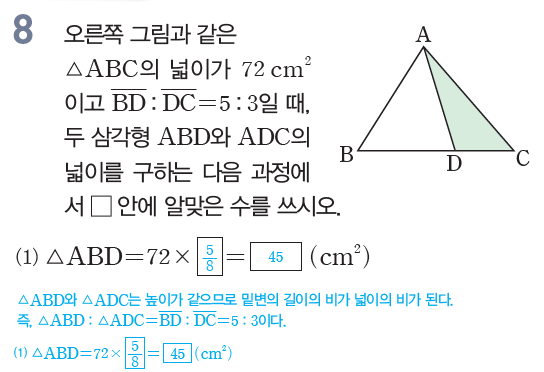 8 오른쪽 그림과 같은
△ABC의 넓이가 72 cm²
이고 B̅D̅ : D̅C̅=5 : 3일 때,
두 삼각형 ABD와 ADC의
넓이를 구하는 다음 과정에
서 □ 안에 알맞은 수를 쓰시오.
A
B
D
C
(1) △ABD=72× 5/8 = 45 (cm²)
△ABD와 △ADC는 높이가 같으므로 밑변의 길이의 비가 넓이의 비가 된다.
즉, △ABD : △ADC=B̅D̅ : D̅C̅=5 : 3이다.
(1) △ABD=72× 5/8 = 45 (cm²)